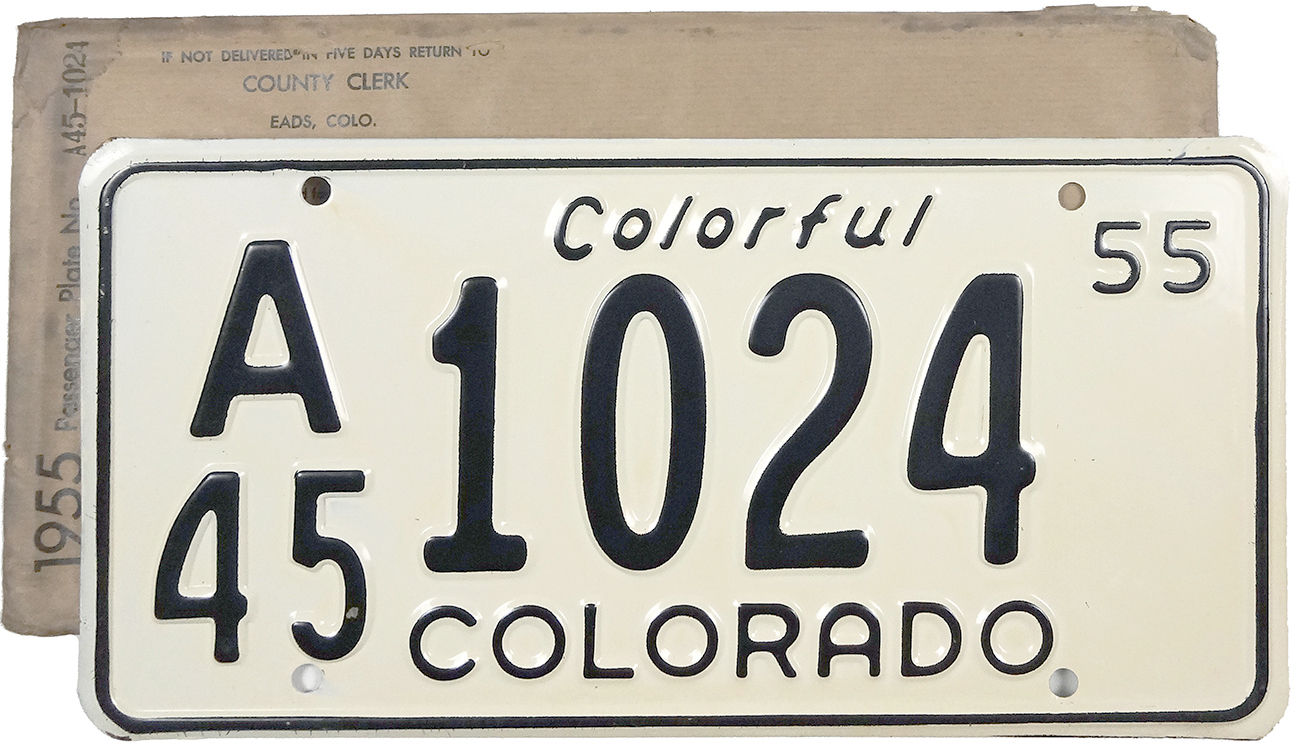 IF NOT DELIVERED IN FIVE DAYS RETURN TO
COUNTY CLERK
EADS, COLO.
1955 Passenger Plate No. A45-1024
Colorful
55
A
45
1024
COLORADO